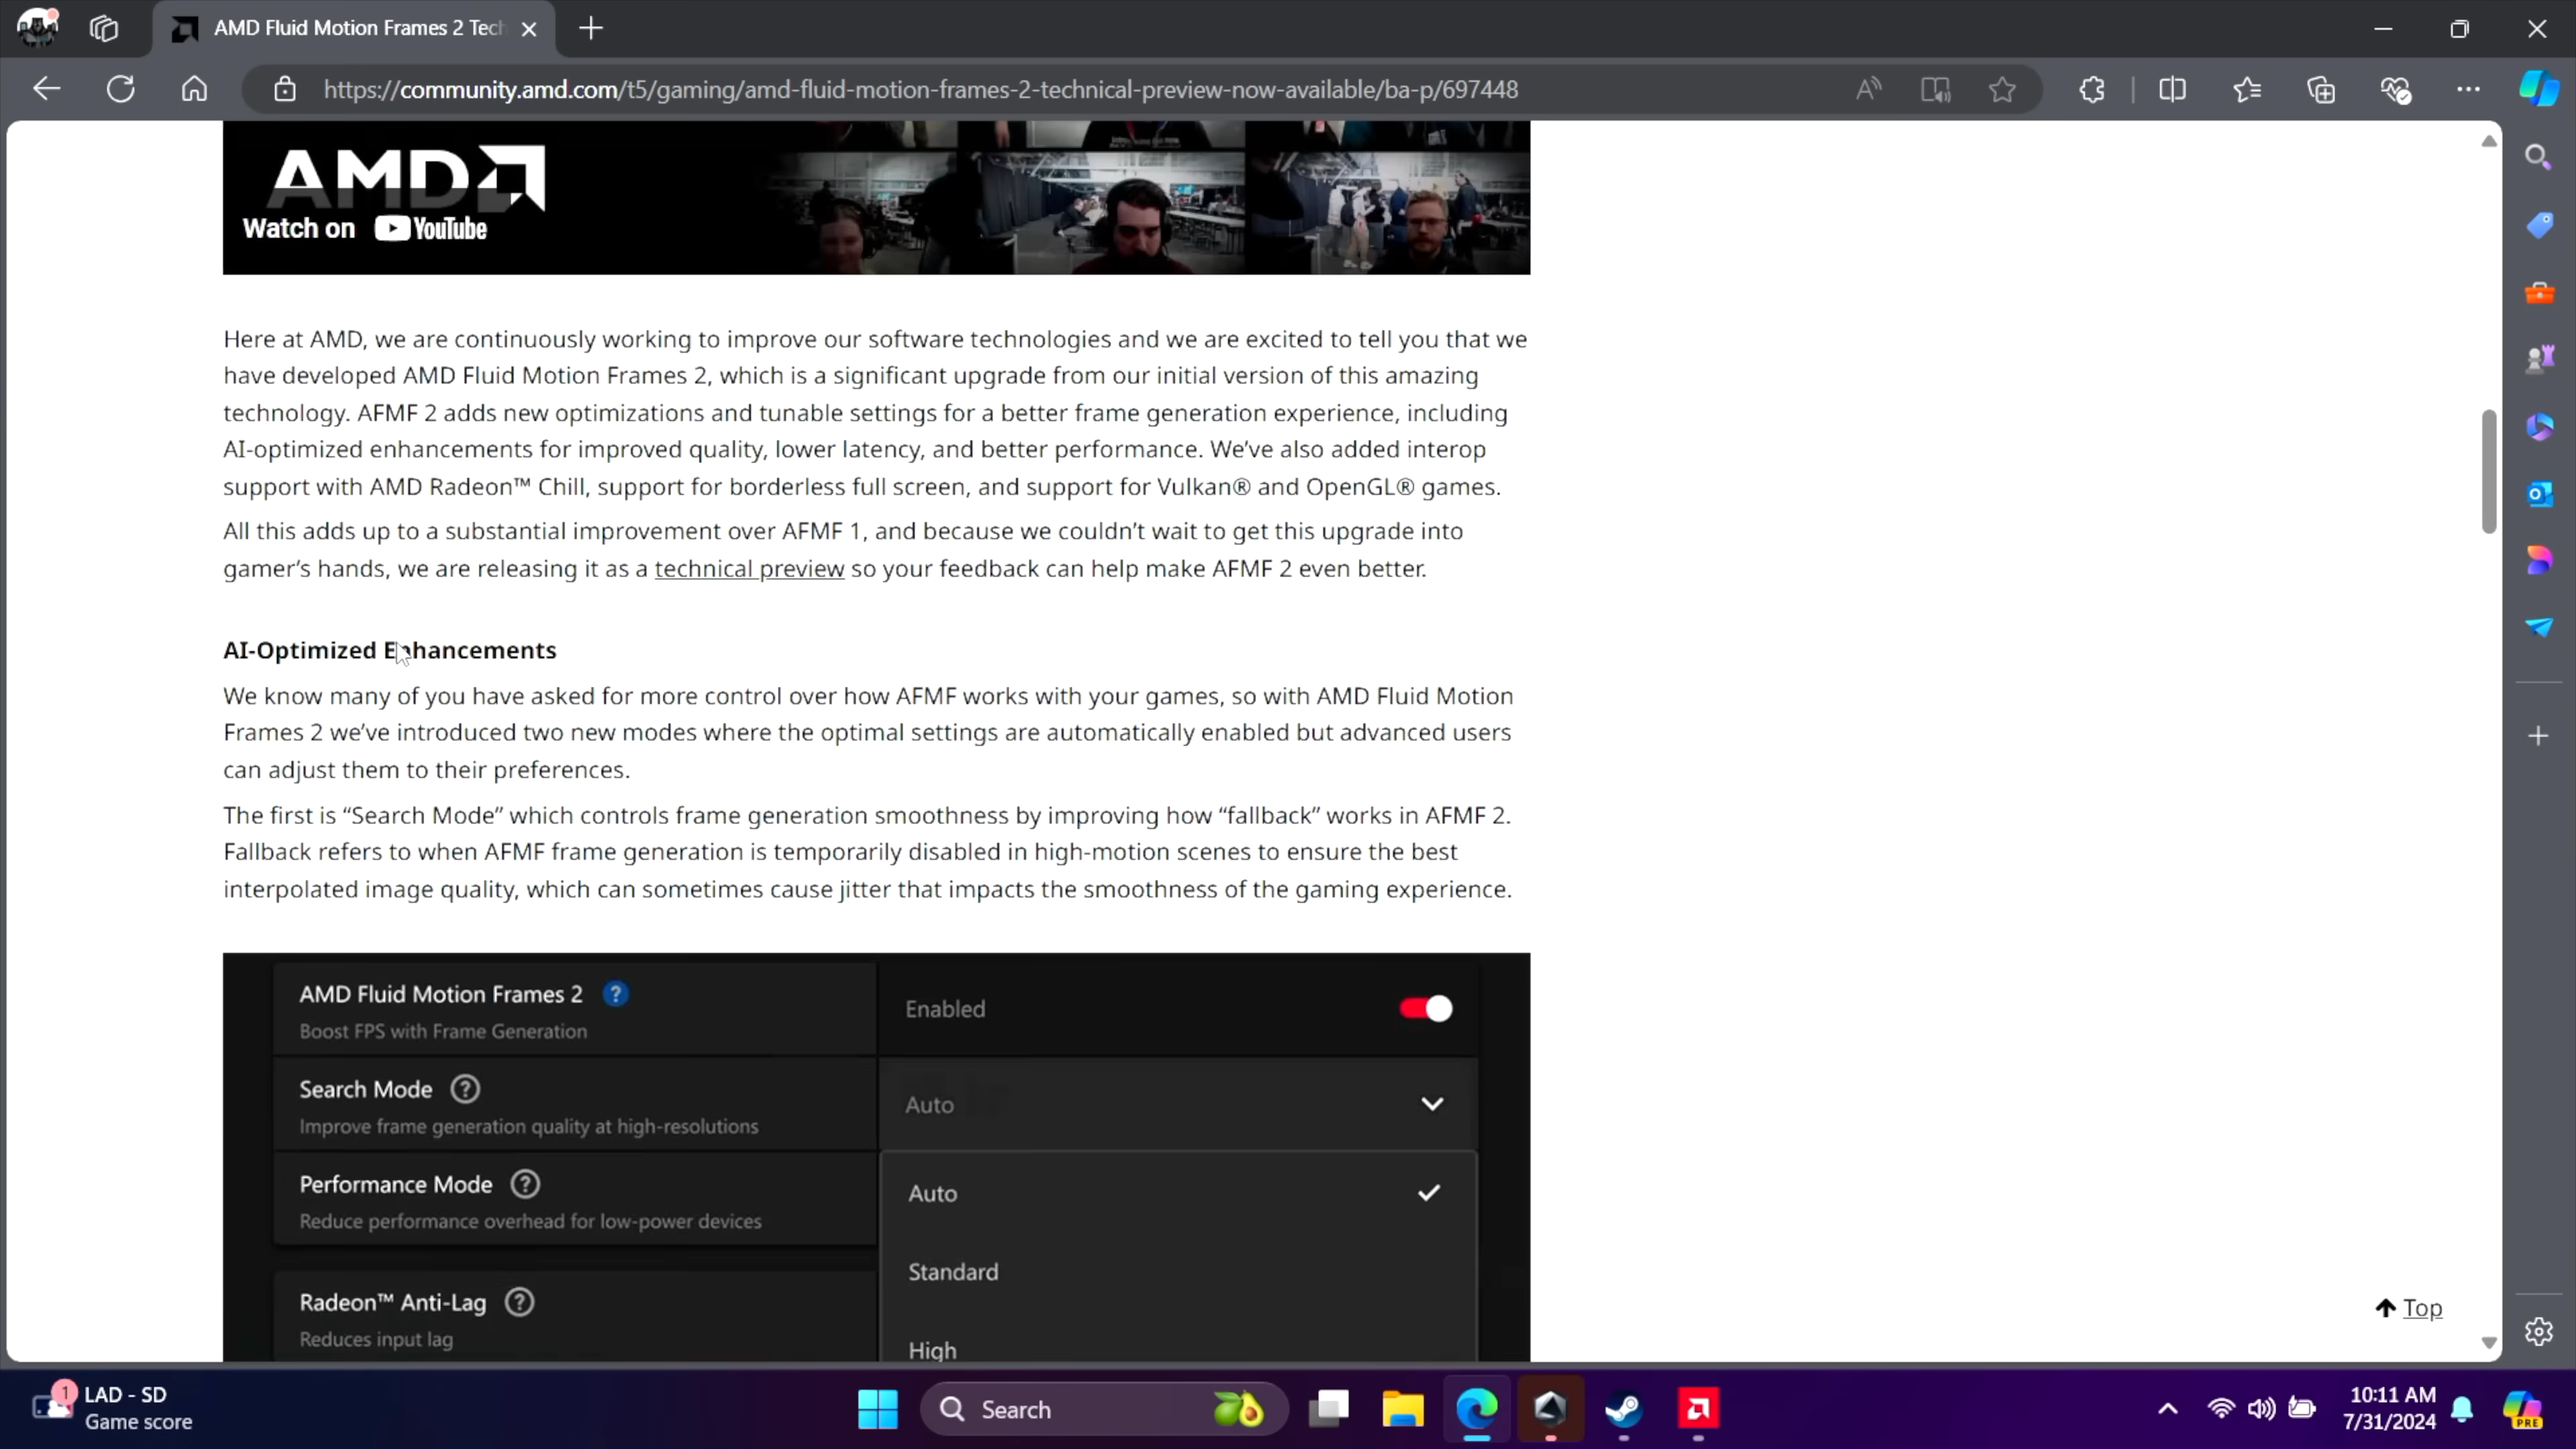 AMD Fluid Motion Frames 2 Tech
https://community.amd.com/t5/gaming/amd-fluid-motion-frames-2-technical-preview-now-available/ba-p/697448
AMD
Watch on YouTube
Here at AMD, we are continuously working to improve our software technologies and we are excited to tell you that we
have developed AMD Fluid Motion Frames 2, which is a significant upgrade from our initial version of this amazing
technology. AFMF 2 adds new optimizations and tunable settings for a better frame generation experience, including
AI-optimized enhancements for improved quality, lower latency, and better performance. We’ve also added interop
support with AMD Radeon™ Chill, support for borderless full screen, and support for Vulkan® and OpenGL® games.
All this adds up to a substantial improvement over AFMF 1, and because we couldn’t wait to get this upgrade into
gamer’s hands, we are releasing it as a technical preview so your feedback can help make AFMF 2 even better.
AI-Optimized Enhancements
We know many of you have asked for more control over how AFMF works with your games, so with AMD Fluid Motion
Frames 2 we’ve introduced two new modes where the optimal settings are automatically enabled but advanced users
can adjust them to their preferences.
The first is “Search Mode” which controls frame generation smoothness by improving how “fallback” works in AFMF 2.
Fallback refers to when AFMF frame generation is temporarily disabled in high-motion scenes to ensure the best
interpolated image quality, which can sometimes cause jitter that impacts the smoothness of the gaming experience.
AMD Fluid Motion Frames 2 ?
Boost FPS with Frame Generation
Enabled
Search Mode ?
Improve frame generation quality at high-resolutions
Auto
Performance Mode ?
Reduce performance overhead for low-power devices
Auto
Standard
Radeon™ Anti-Lag ?
Reduces input lag
High
Top
1
LAD - SD
Game score
Search
10:11 AM
7/31/2024
PRE